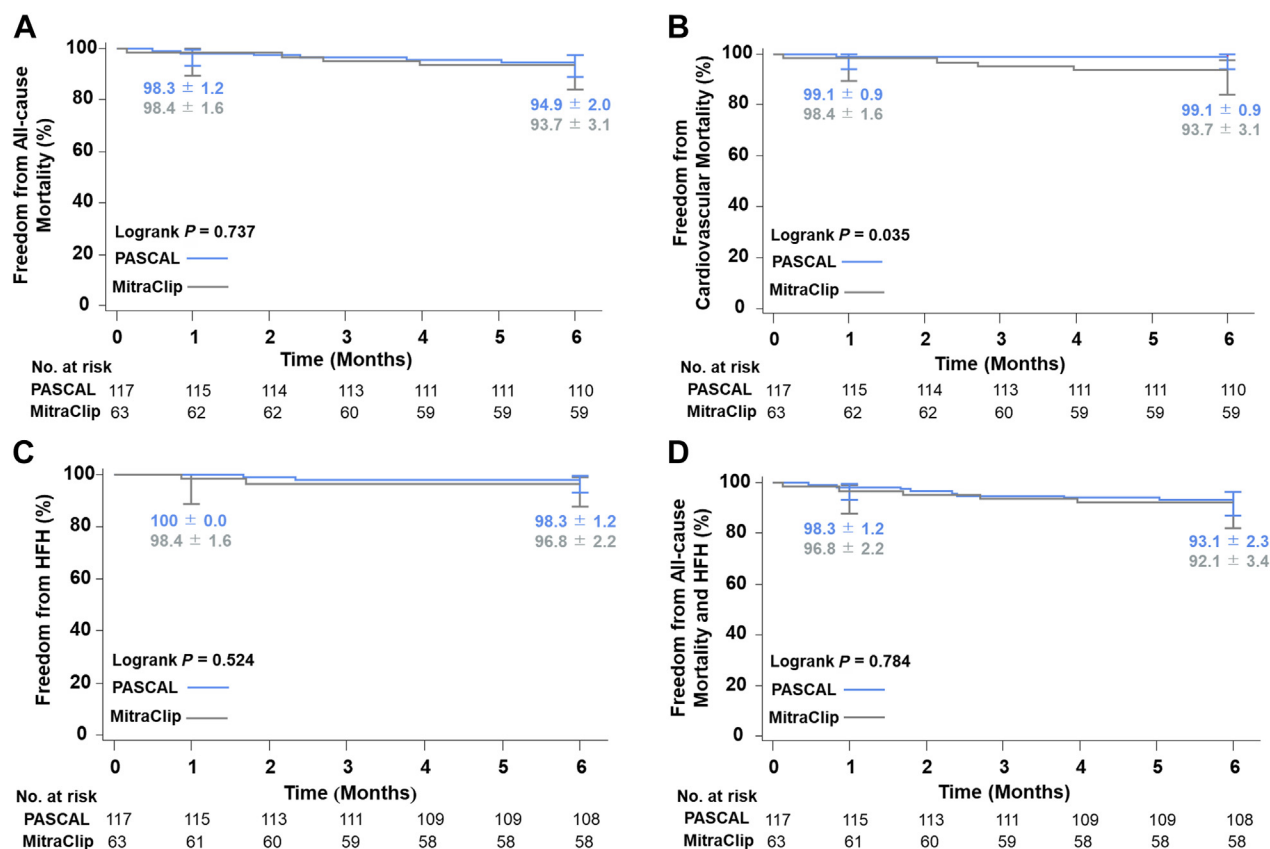 A
Freedom from All-cause
Mortality (%)
100
80
60
40
20
0
98.3 ± 1.2
98.4 ± 1.6
94.9 ± 2.0
93.7 ± 3.1
Logrank P = 0.737
PASCAL
MitraClip
0 1 2 3 4 5 6
Time (Months)
No. at risk
PASCAL 117 115 114 113 111 111 110
MitraClip 63 62 62 60 59 59 59
B
Freedom from
Cardiovascular Mortality (%)
100
80
60
40
20
0
99.1 ± 0.9
98.4 ± 1.6
99.1 ± 0.9
93.7 ± 3.1
Logrank P = 0.035
PASCAL
MitraClip
0 1 2 3 4 5 6
Time (Months)
No. at risk
PASCAL 117 115 114 113 111 111 110
MitraClip 63 62 62 60 59 59 59
C
Freedom from HFH (%)
100
80
60
40
20
0
100 ± 0.0
98.4 ± 1.6
98.3 ± 1.2
96.8 ± 2.2
Logrank P = 0.524
PASCAL
MitraClip
0 1 2 3 4 5 6
Time (Months)
No. at risk
PASCAL 117 115 113 111 109 109 108
MitraClip 63 61 60 59 58 58 58
D
Freedom from All-cause
Mortality and HFH (%)
100
80
60
40
20
0
98.3 ± 1.2
96.8 ± 2.2
93.1 ± 2.3
92.1 ± 3.4
Logrank P = 0.784
PASCAL
MitraClip
0 1 2 3 4 5 6
Time (Months)
No. at risk
PASCAL 117 115 113 111 109 109 108
MitraClip 63 61 60 59 58 58 58